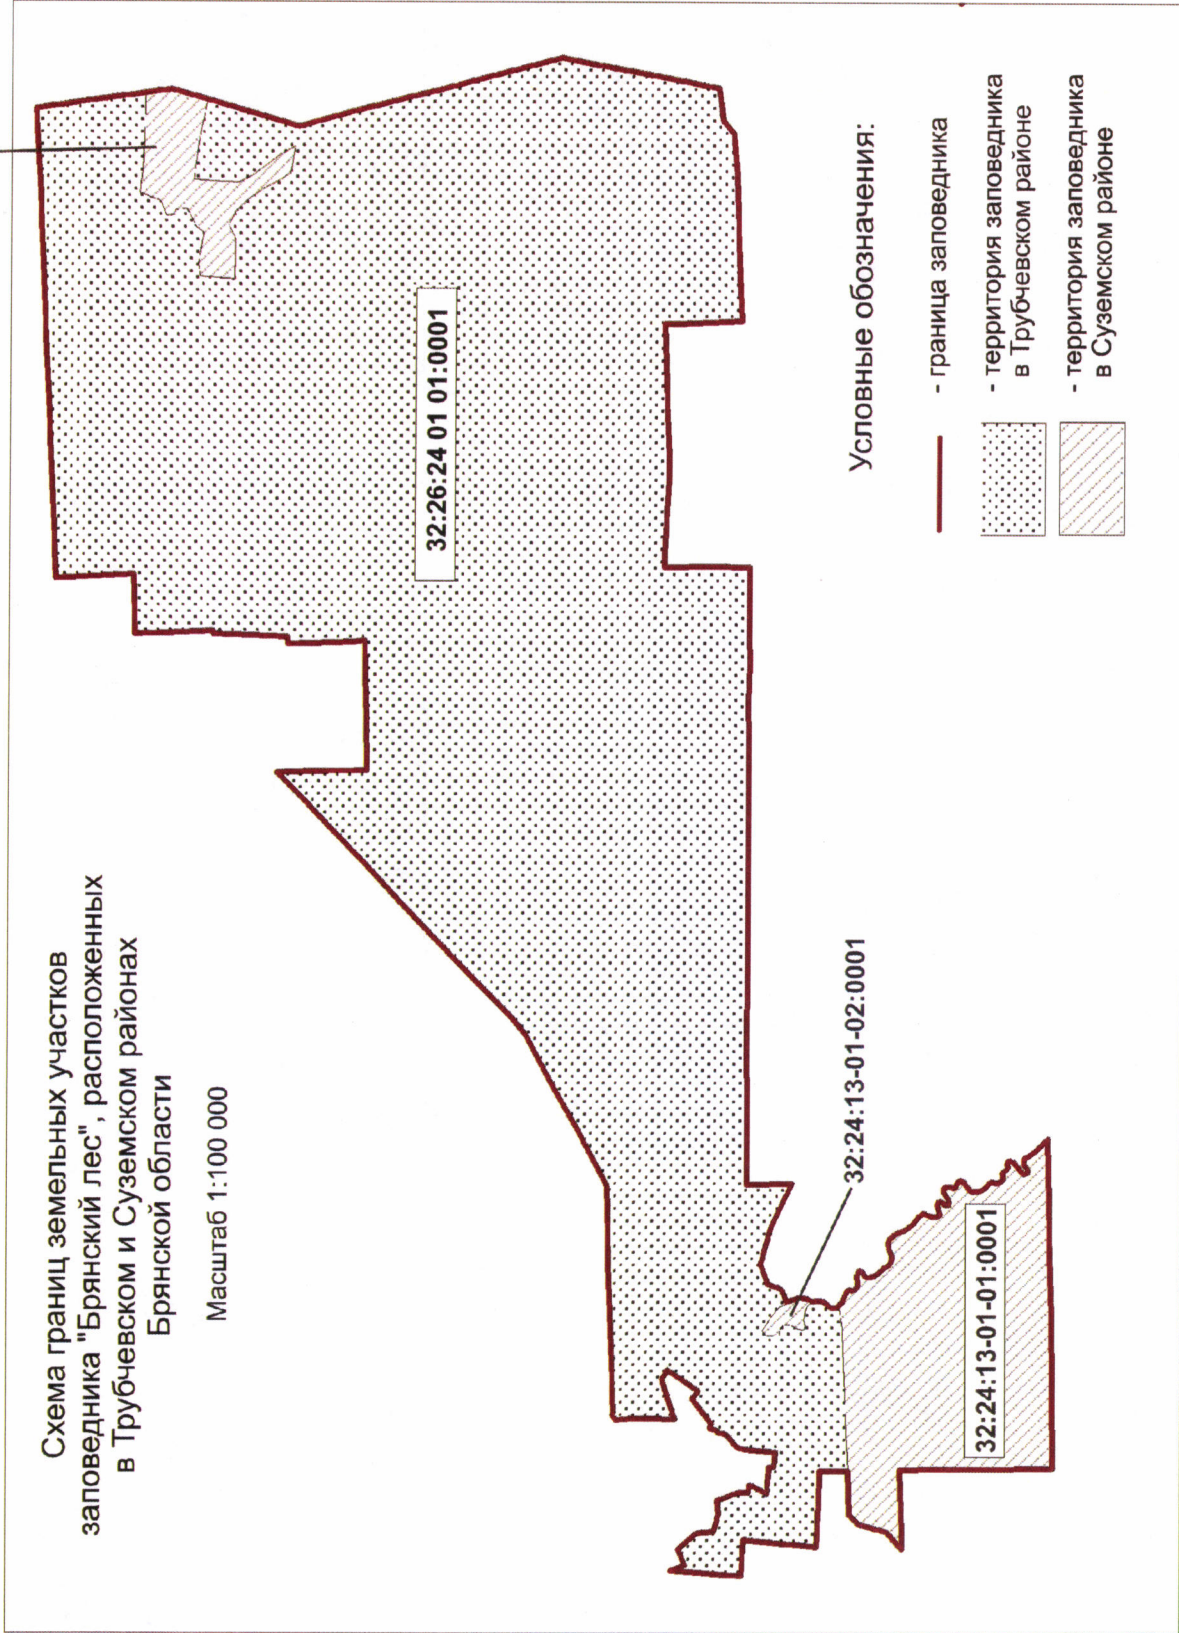 Схема границ земельных участков
заповедника "Брянский лес", расположенных
в Трубчевском и Суземском районах
Брянской области
Масштаб 1:100 000
32:26:24 01 01:0001
32:24:13-01-02:0001
32:24:13-01-01:0001
Условные обозначения:
- граница заповедника
- территория заповедника
в Трубчевском районе
- территория заповедника
в Суземском районе